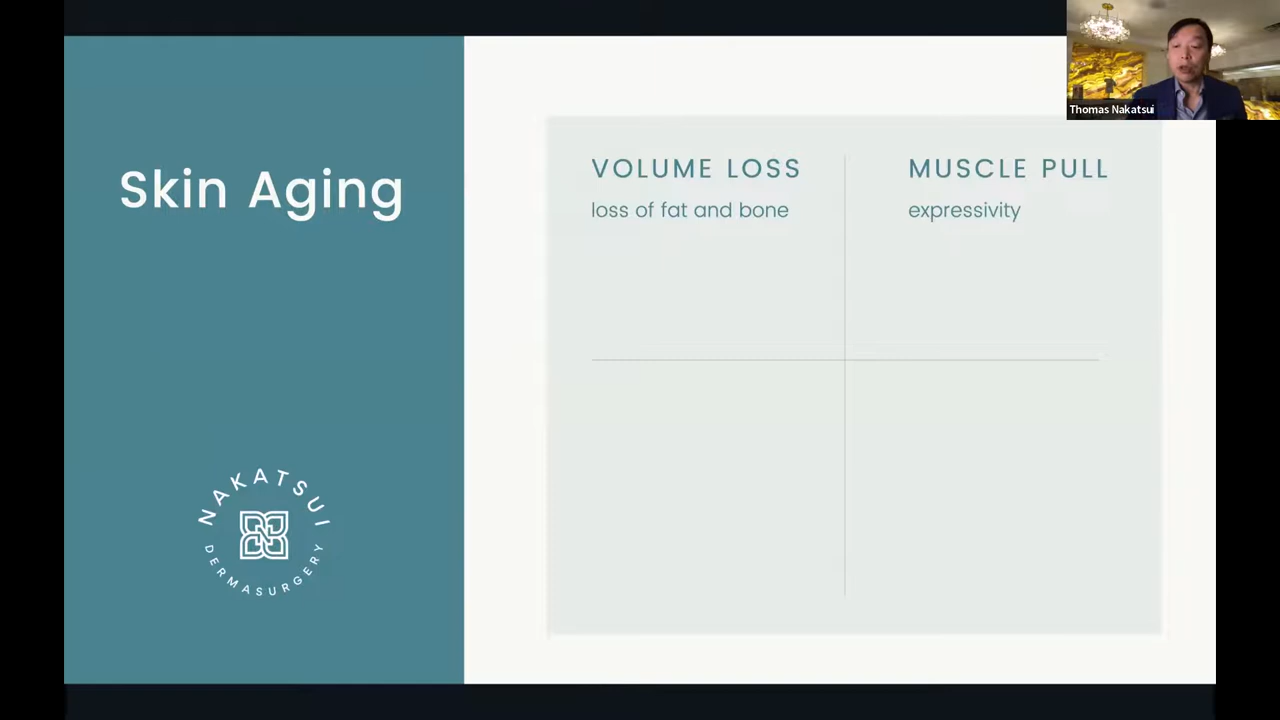 Skin Aging
VOLUME LOSS
loss of fat and bone
MUSCLE PULL
expressivity
NAKATSUI
DERMASURGERY
Thomas Nakatsui